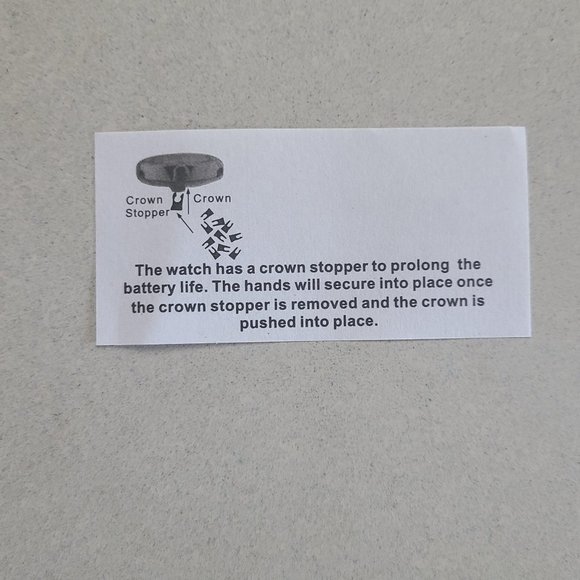 Crown Crown
Stopper
The watch has a crown stopper to prolong the
battery life. The hands will secure into place once
the crown stopper is removed and the crown is
pushed into place.